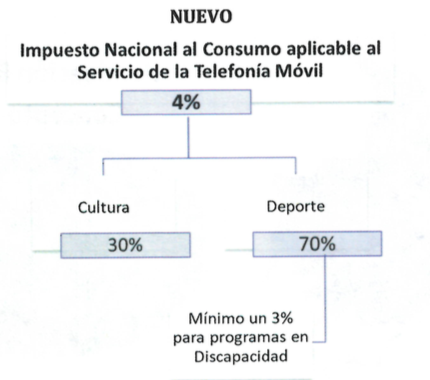 NUEVO
Impuesto Nacional al Consumo aplicable al
Servicio de la Telefonía Móvil
4%
Cultura
Deporte
30%
70%
Mínimo un 3%
para programas en
Discapacidad